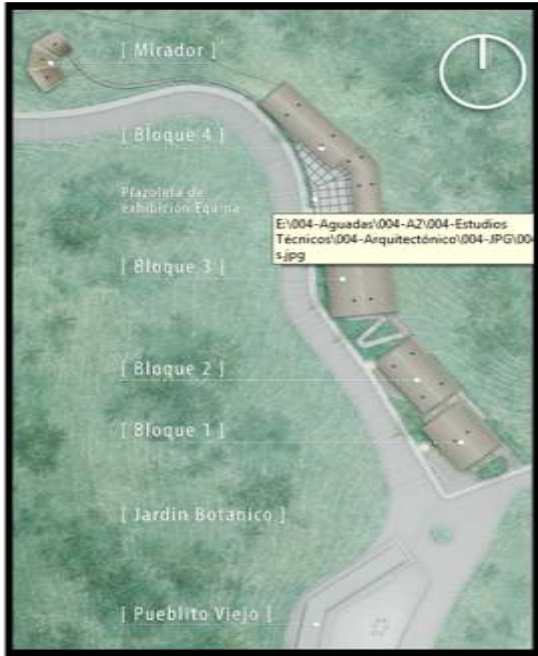 [ Mirador ]
[ Bloque 4 ]
Plazoleta de
exhibición Equina
E:\004-Aguadas\004-A2\004-Estudios
Técnicos\004-Arquitectónico\004-JPG\004
s.jpg
[ Bloque 3 ]
[ Bloque 2 ]
[ Bloque 1 ]
[ Jardin Botanico ]
[ Pueblito Viejo ]